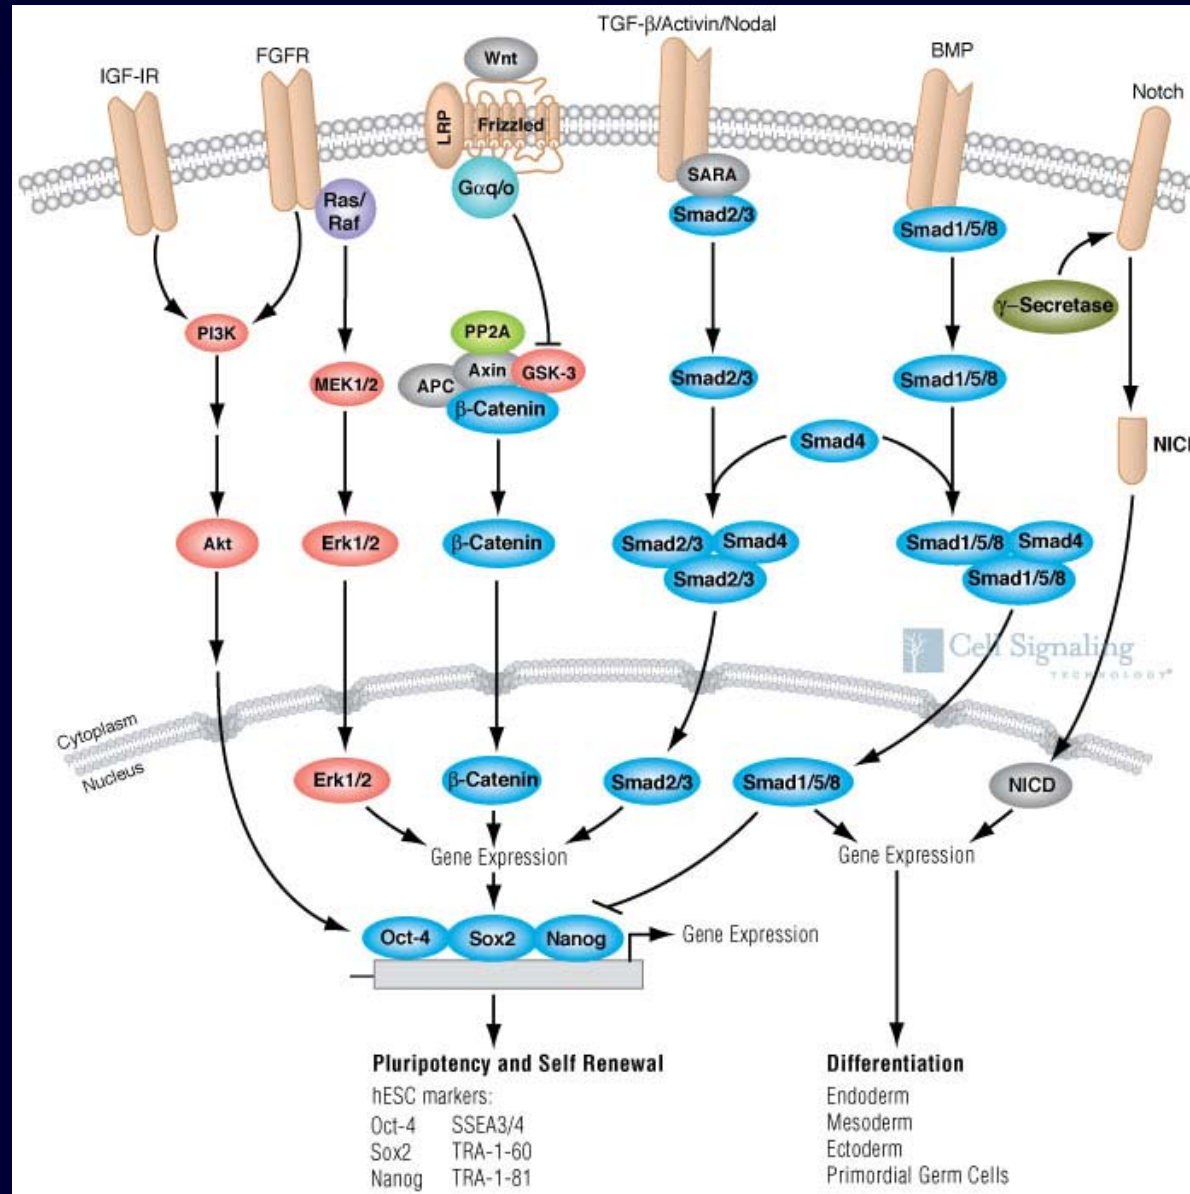 TGF-β/Activin/Nodal
FGFR
BMP
IGF-IR
Wnt
Notch
LRP
Frizzled
SARA
Gαq/o
Ras/
Raf
Smad2/3
Smad1/5/8
γ-Secretase
PI3K
PP2A
Axin
GSK-3
APC
MEK1/2
β-Catenin
Smad2/3
Smad1/5/8
Smad4
NICD
Akt
Erk1/2
β-Catenin
Smad2/3
Smad4
Smad2/3
Smad1/5/8
Smad4
Smad1/5/8
Cell Signaling
TECHNOLOGY®
Cytoplasm
Nucleus
Erk1/2
β-Catenin
Smad2/3
Smad1/5/8
NICD
Gene Expression
Gene Expression
Oct-4
Sox2
Nanog
Gene Expression
Pluripotency and Self Renewal
hESC markers:
Oct-4 SSEA3/4
Sox2 TRA-1-60
Nanog TRA-1-81
Differentiation
Endoderm
Mesoderm
Ectoderm
Primordial Germ Cells